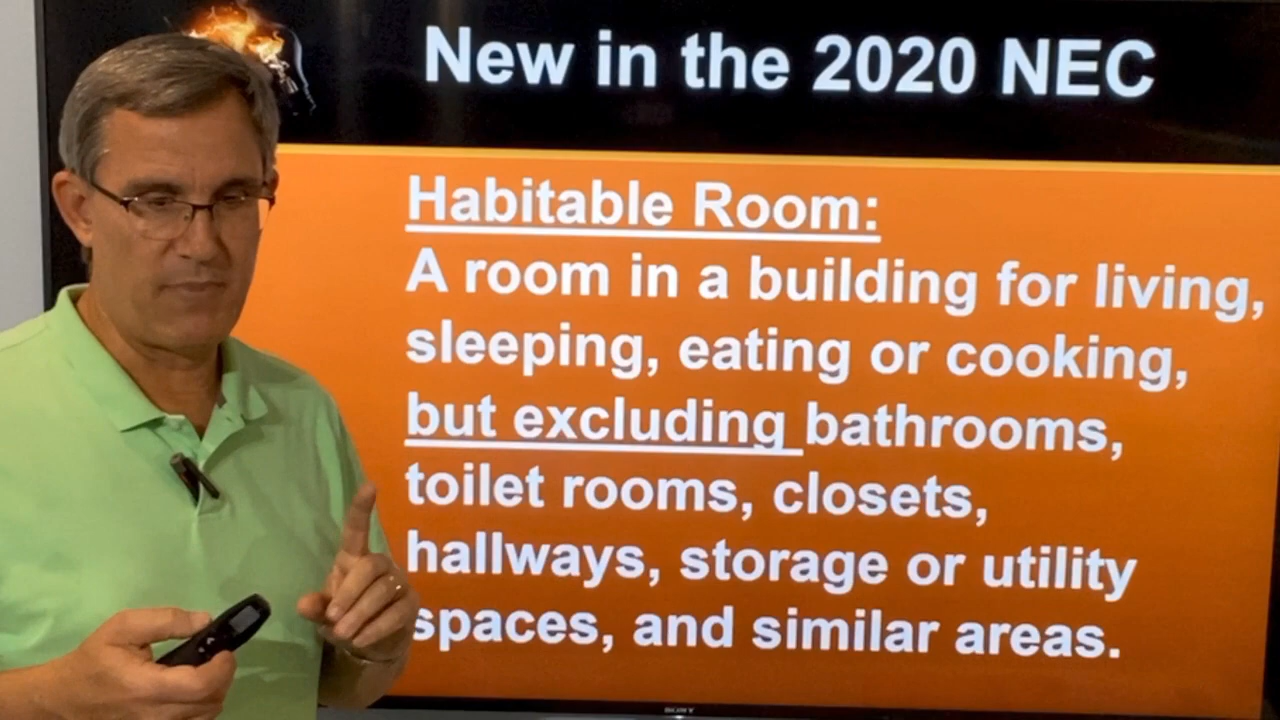 New in the 2020 NEC
Habitable Room:
A room in a building for living,
sleeping, eating or cooking,
but excluding bathrooms,
toilet rooms, closets,
hallways, storage or utility
spaces, and similar areas.
SONY